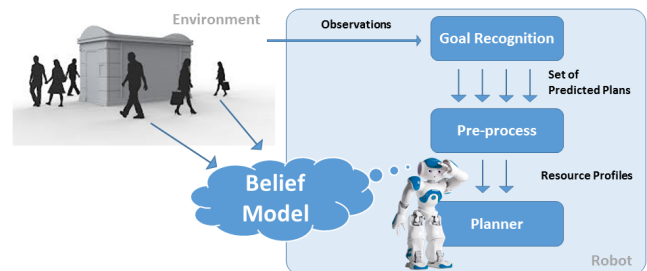 Environment
Observations
Goal Recognition
Set of
Predicted Plans
Pre-process
Resource Profiles
Belief
Model
Planner
Robot